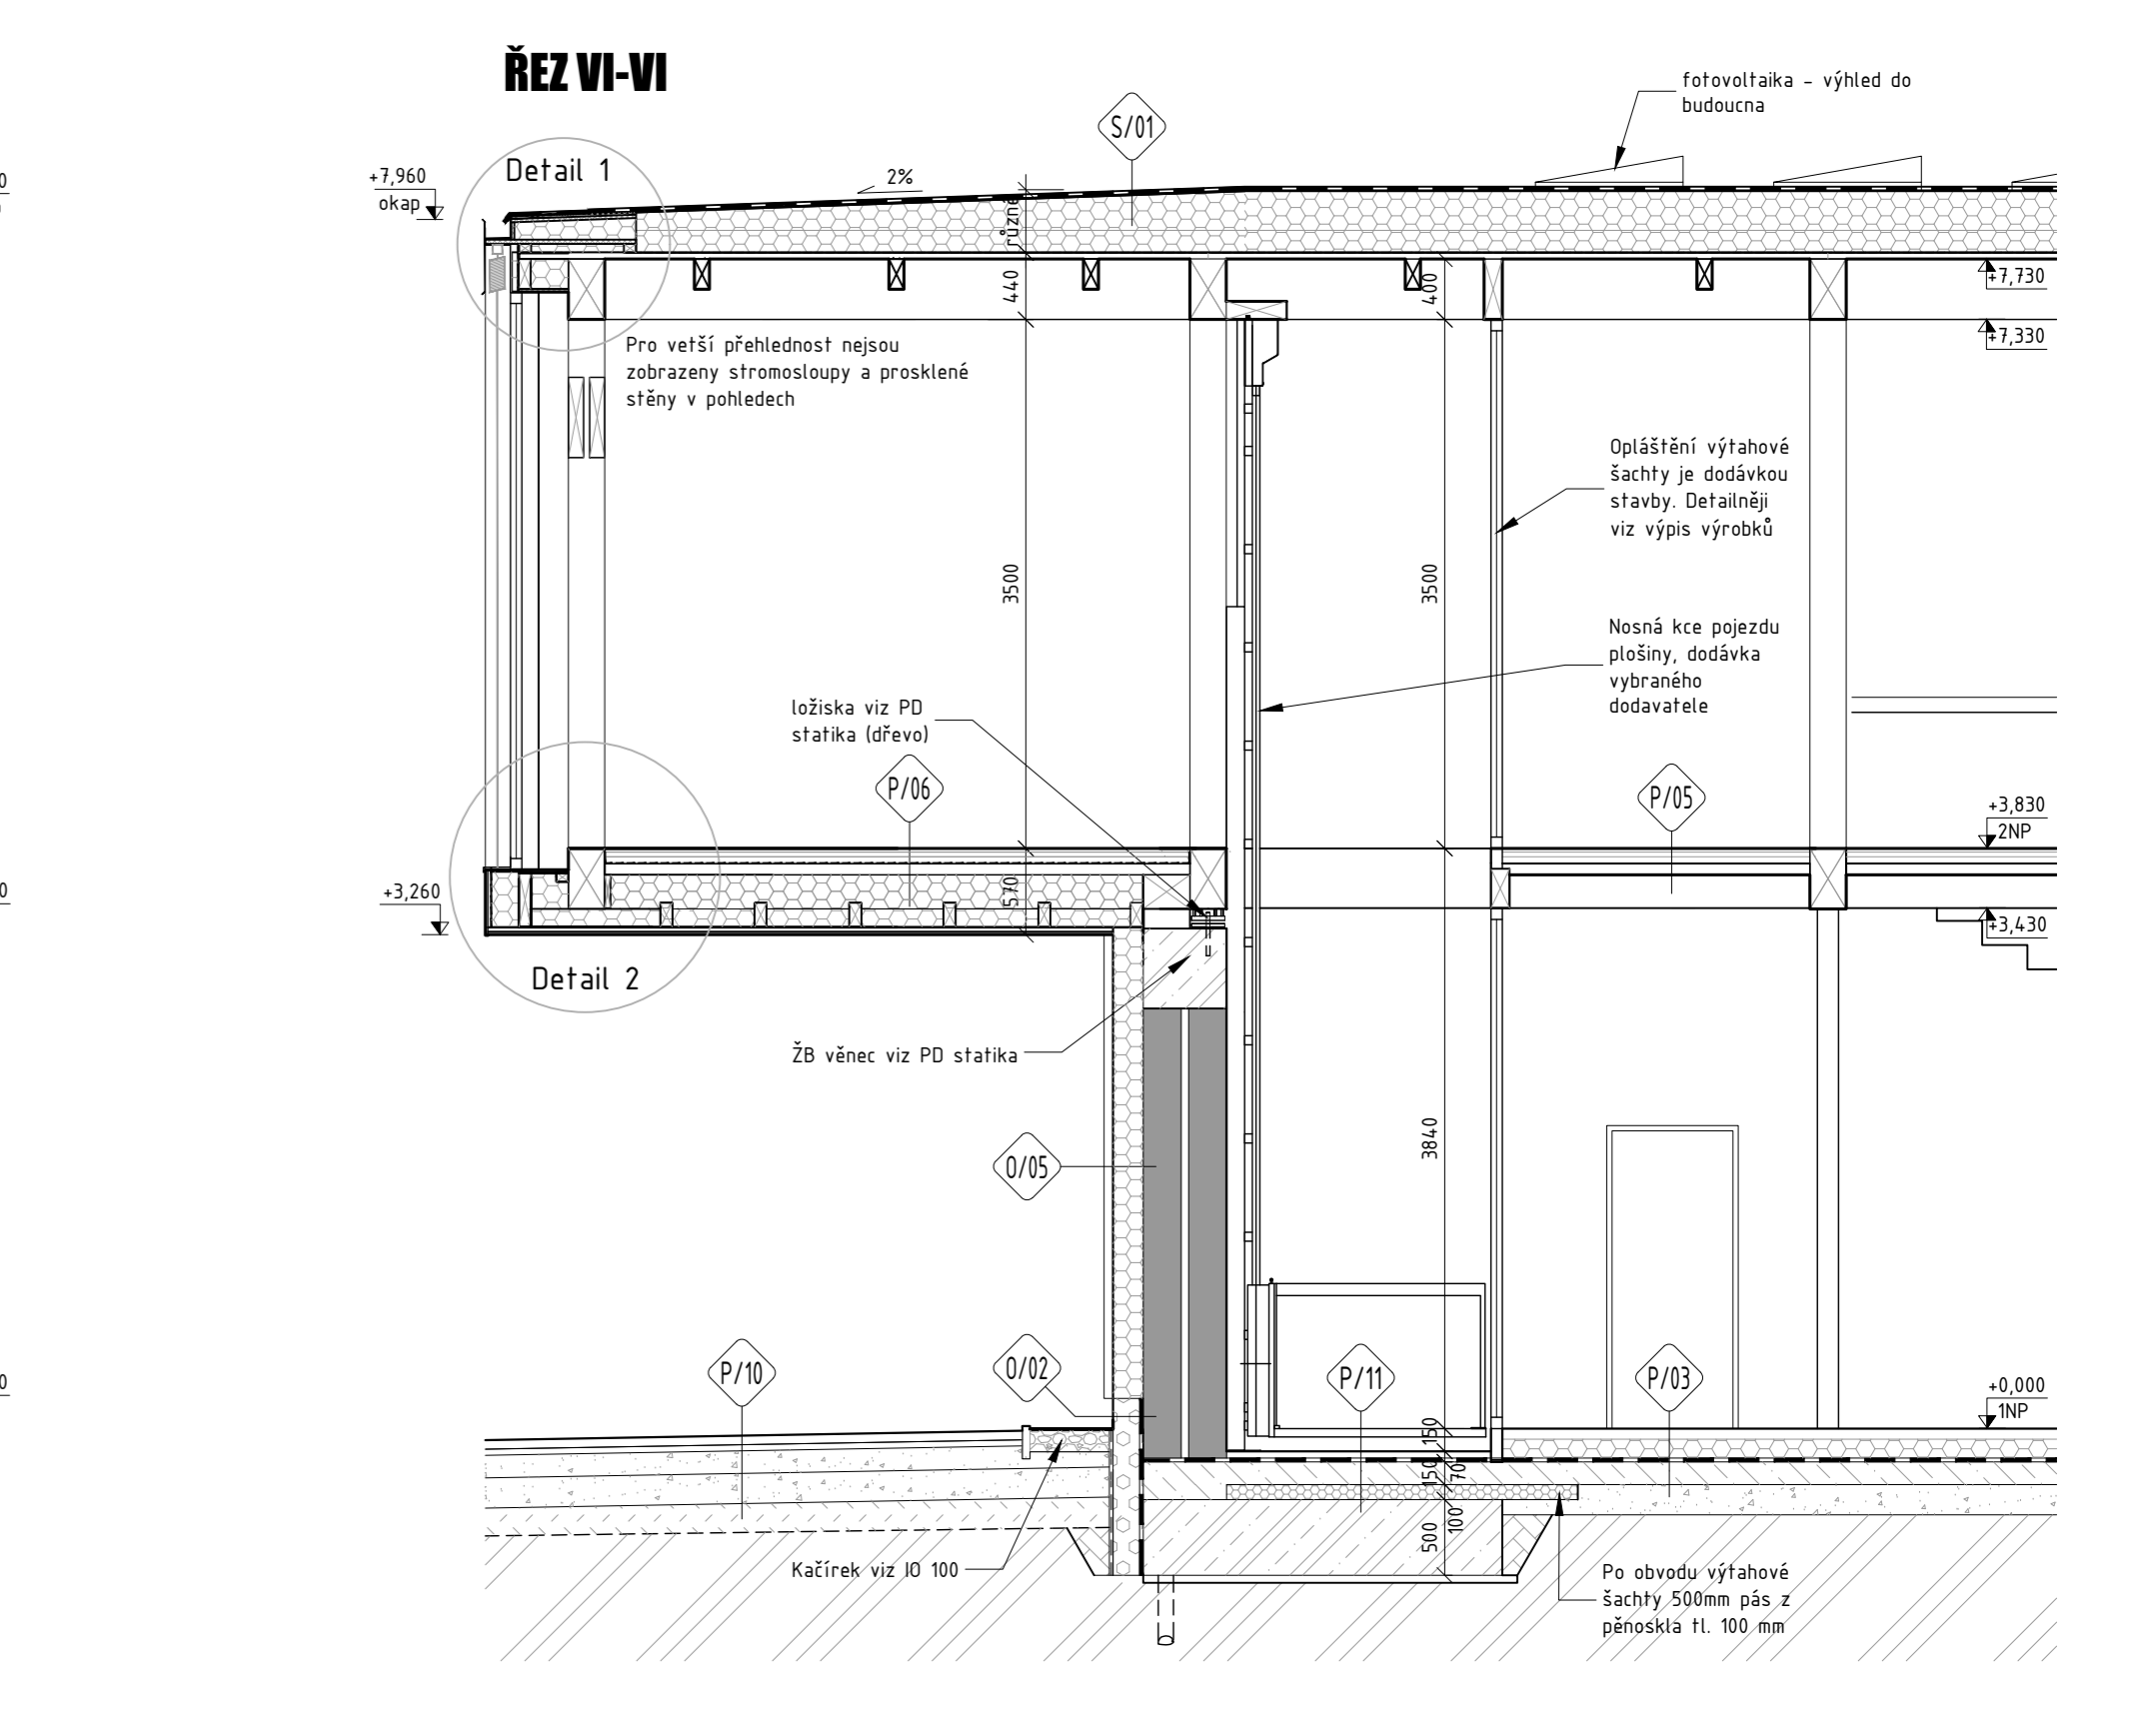 ŘEZ VI-VI
fotovoltaika - výhled do
budoucna
S/01
Detail 1
+7,960
okap
2%
různé
440
400
+7,730
+7,330
Pro vetší přehlednost nejsou
zobrazeny stromosloupy a prosklené
stěny v pohledech
Opláštění výtahové
šachty je dodávkou
stavby. Detailněji
viz výpis výrobků
3500
3500
Nosná kce pojezdu
plošiny, dodávka
vybraného
dodavatele
ložiska viz PD
statika (dřevo)
P/06
P/05
+3,830
2NP
+3,260
570
+3,430
Detail 2
ŽB věnec viz PD statika
3840
O/05
O/02
P/10
P/11
P/03
+0,000
1NP
150
150
70
100
500
Kačírek viz IO 100
Po obvodu výtahové
šachty 500mm pás z
pěnoskla tl. 100 mm